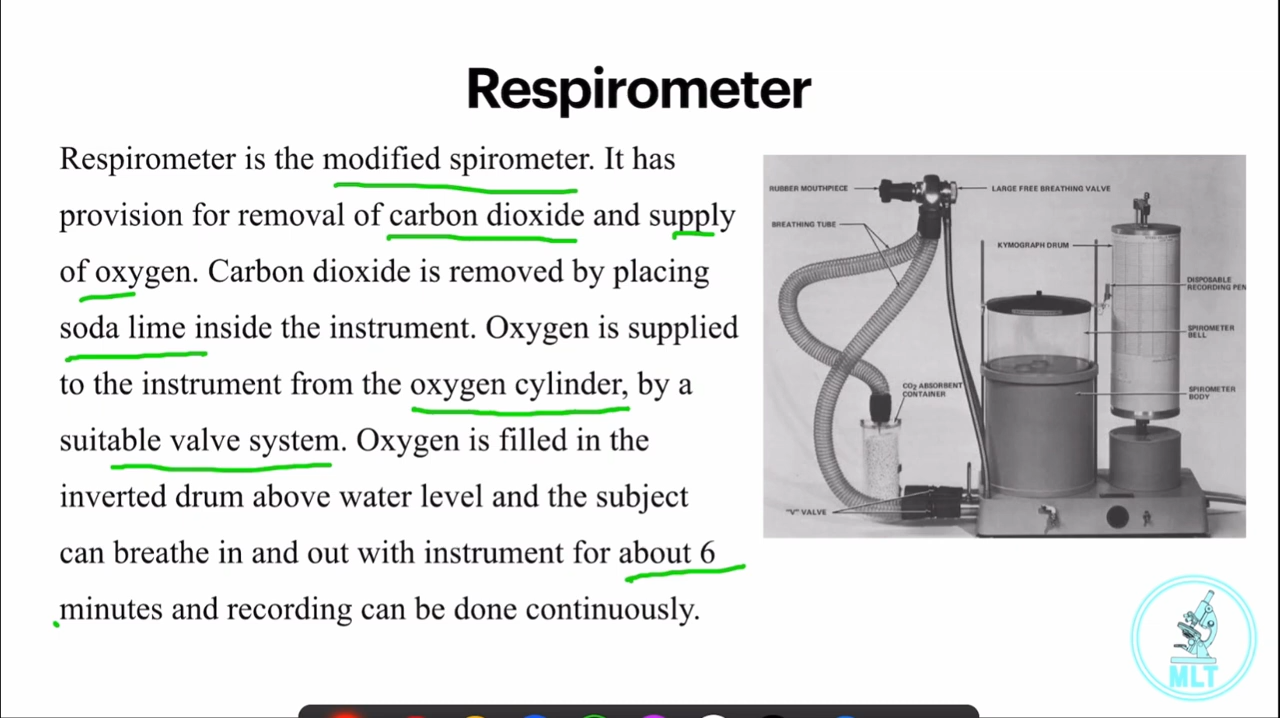 Respirometer
Respirometer is the modified spirometer. It has
provision for removal of carbon dioxide and supply
of oxygen. Carbon dioxide is removed by placing
soda lime inside the instrument. Oxygen is supplied
to the instrument from the oxygen cylinder, by a
suitable valve system. Oxygen is filled in the
inverted drum above water level and the subject
can breathe in and out with instrument for about 6
minutes and recording can be done continuously.
RUBBER MOUTHPIECE
LARGE FREE BREATHING VALVE
BREATHING TUBE
KYMOGRAPH DRUM
DISPOSABLE
RECORDING PEN
SPIROMETER
BELL
CO₂ ABSORBENT
CONTAINER
SPIROMETER
BODY
"V" VALVE
MLT